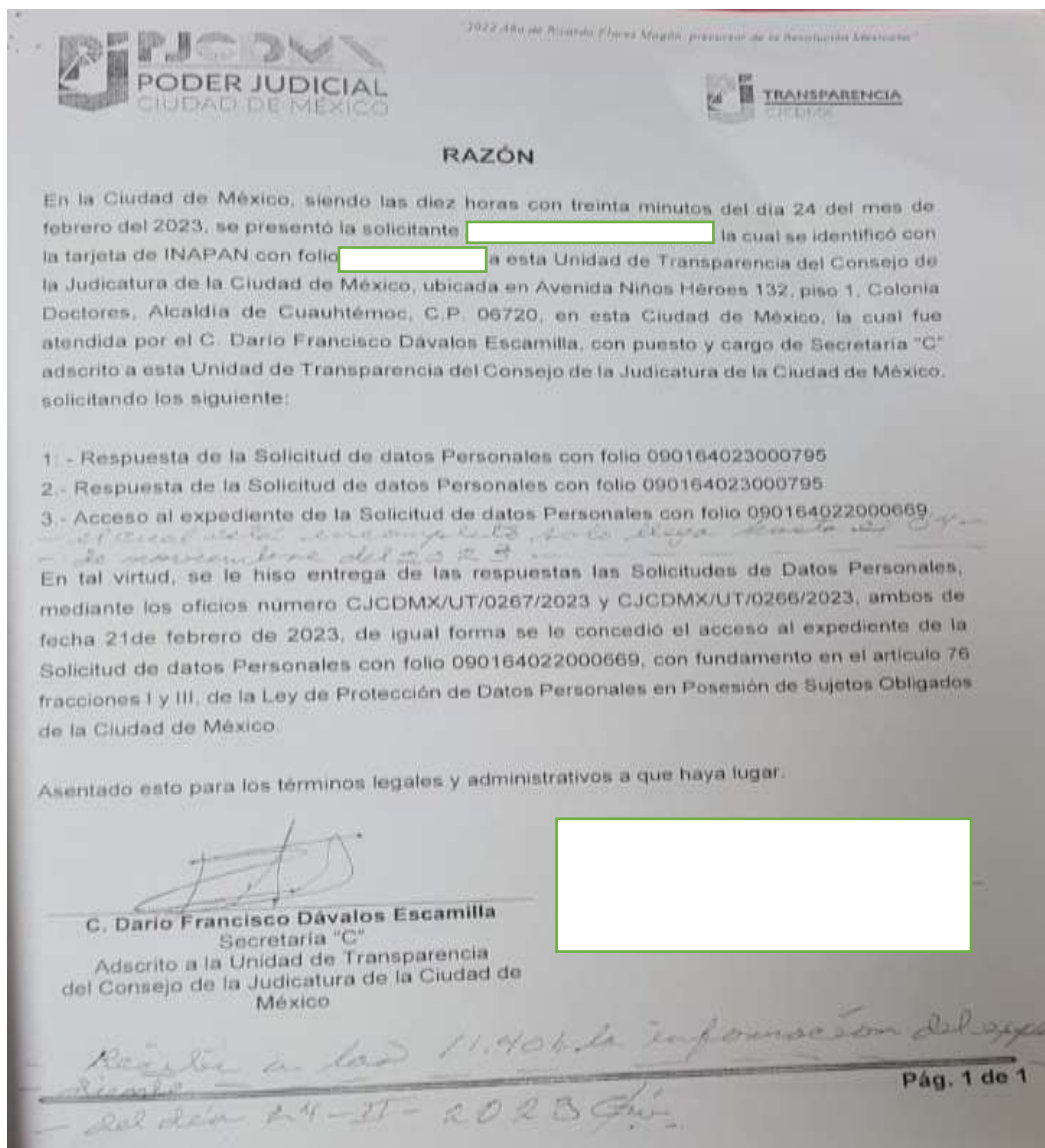 "2022 Año de Ricardo Flores Magón, precursor de la Revolución Mexicana"
PJCDMX
PODER JUDICIAL
CIUDAD DE MÉXICO
TRANSPARENCIA
CJCDMX
RAZÓN
En la Ciudad de México, siendo las diez horas con treinta minutos del día 24 del mes de
febrero del 2023, se presentó la solicitante la cual se identificó con
la tarjeta de INAPAN con folio a esta Unidad de Transparencia del Consejo de
la Judicatura de la Ciudad de México, ubicada en Avenida Niños Héroes 132, piso 1, Colonia
Doctores, Alcaldía de Cuauhtémoc, C.P. 06720, en esta Ciudad de México, la cual fue
atendida por el C. Darío Francisco Dávalos Escamilla, con puesto y cargo de Secretaría "C"
adscrito a esta Unidad de Transparencia del Consejo de la Judicatura de la Ciudad de México,
solicitando los siguiente:
1. - Respuesta de la Solicitud de datos Personales con folio 090164023000795
2.- Respuesta de la Solicitud de datos Personales con folio 090164023000795
3.- Acceso al expediente de la Solicitud de datos Personales con folio 090164022000669
el cual está incompleto solo llega hasta el
de noviembre del 2023
En tal virtud, se le hiso entrega de las respuestas las Solicitudes de Datos Personales,
mediante los oficios número CJCDMX/UT/0267/2023 y CJCDMX/UT/0266/2023, ambos de
fecha 21de febrero de 2023, de igual forma se le concedió el acceso al expediente de la
Solicitud de datos Personales con folio 090164022000669, con fundamento en el artículo 76
fracciones I y III, de la Ley de Protección de Datos Personales en Posesión de Sujetos Obligados
de la Ciudad de México.
Asentado esto para los términos legales y administrativos a que haya lugar.
C. Darío Francisco Dávalos Escamilla
Secretaría "C"
Adscrito a la Unidad de Transparencia
del Consejo de la Judicatura de la Ciudad de
México
Recibí a las 11.40 h la información del expe
diente
Pág. 1 de 1
del día 24-II-2023